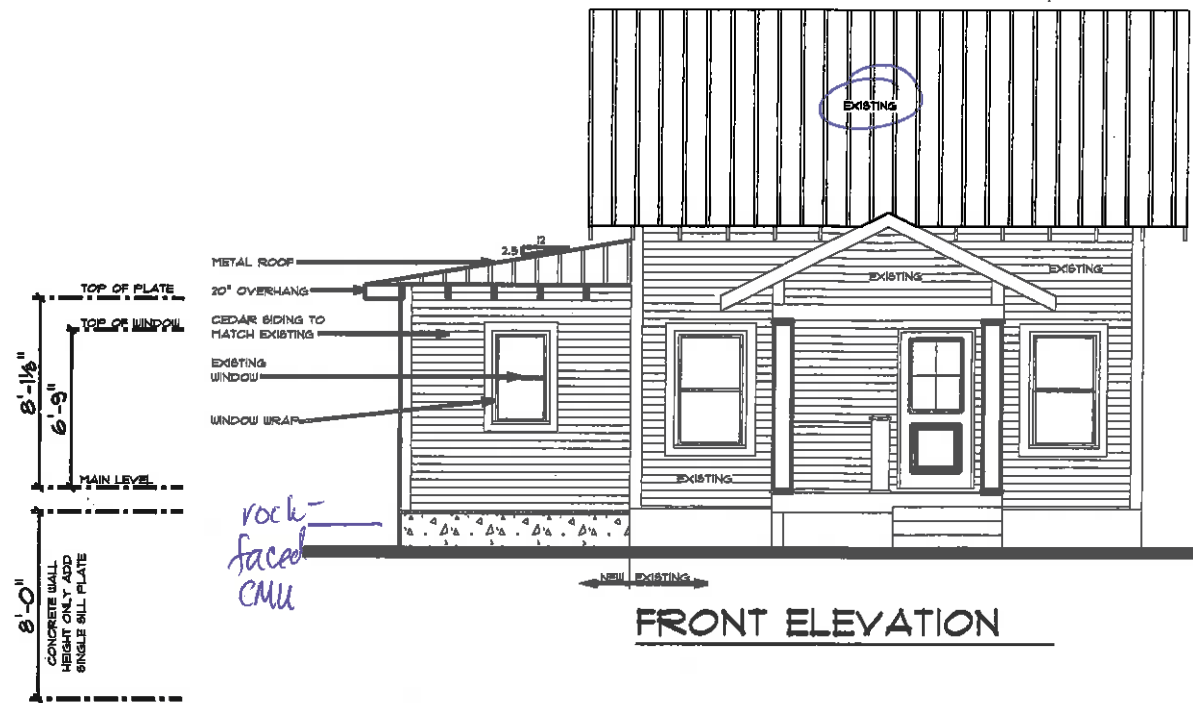 EXISTING
12
2.5
METAL ROOF
20" OVERHANG
CEDAR SIDING TO
MATCH EXISTING
EXISTING
WINDOW
WINDOW WRAP
EXISTING
EXISTING
EXISTING
TOP OF PLATE
TOP OF WINDOW
8'-1 1/8"
6'-9"
MAIN LEVEL
8'-0"
CONCRETE WALL
HEIGHT ONLY ADD
SINGLE SILL PLATE
rock-
faced
CMU
NEW EXISTING
FRONT ELEVATION